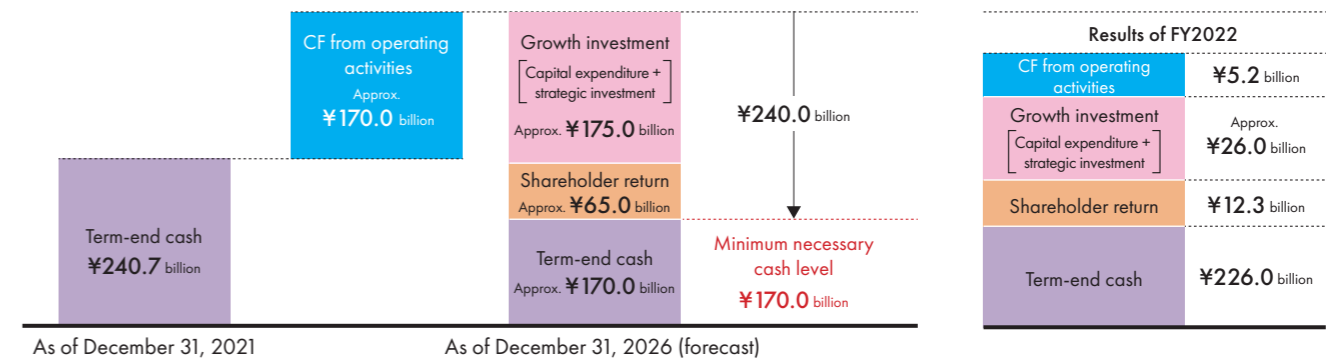 Term-end cash
¥240.7 billion
As of December 31, 2021
CF from operating
activities
Approx.
¥170.0 billion
Growth investment
[Capital expenditure +
strategic investment]
Approx. ¥175.0 billion
Shareholder return
Approx. ¥65.0 billion
Term-end cash
Approx. ¥170.0 billion
As of December 31, 2026 (forecast)
¥240.0 billion
Minimum necessary
cash level
¥170.0 billion
Results of FY2022
CF from operating
activities
¥5.2 billion
Growth investment
[Capital expenditure +
strategic investment]
Approx.
¥26.0 billion
Shareholder return
¥12.3 billion
Term-end cash
¥226.0 billion